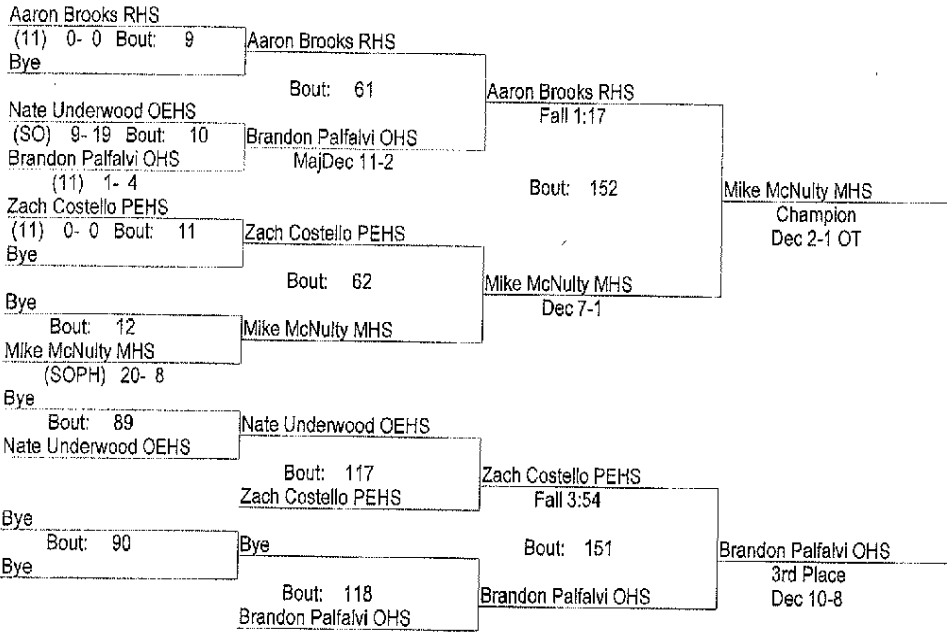 Aaron Brooks RHS
(11) 0- 0 Bout: 9
Bye
Aaron Brooks RHS
Bout: 61
Nate Underwood OEHS
(SO) 9- 19 Bout: 10
Brandon Palfalvi OHS
(11) 1- 4
Brandon Palfalvi OHS
MajDec 11-2
Aaron Brooks RHS
Fall 1:17
Bout: 152
Zach Costello PEHS
(11) 0- 0 Bout: 11
Bye
Zach Costello PEHS
Bout: 62
Bye
Bout: 12
Mike McNulty MHS
(SOPH) 20- 8
Mike McNulty MHS
Mike McNulty MHS
Dec 7-1
Mike McNulty MHS
Champion
Dec 2-1 OT
Bye
Bout: 89
Nate Underwood OEHS
Nate Underwood OEHS
Bout: 117
Zach Costello PEHS
Zach Costello PEHS
Fall 3:54
Bye
Bout: 90
Bye
Bye
Bout: 118
Brandon Palfalvi OHS
Bout: 151
Brandon Palfalvi OHS
Brandon Palfalvi OHS
3rd Place
Dec 10-8